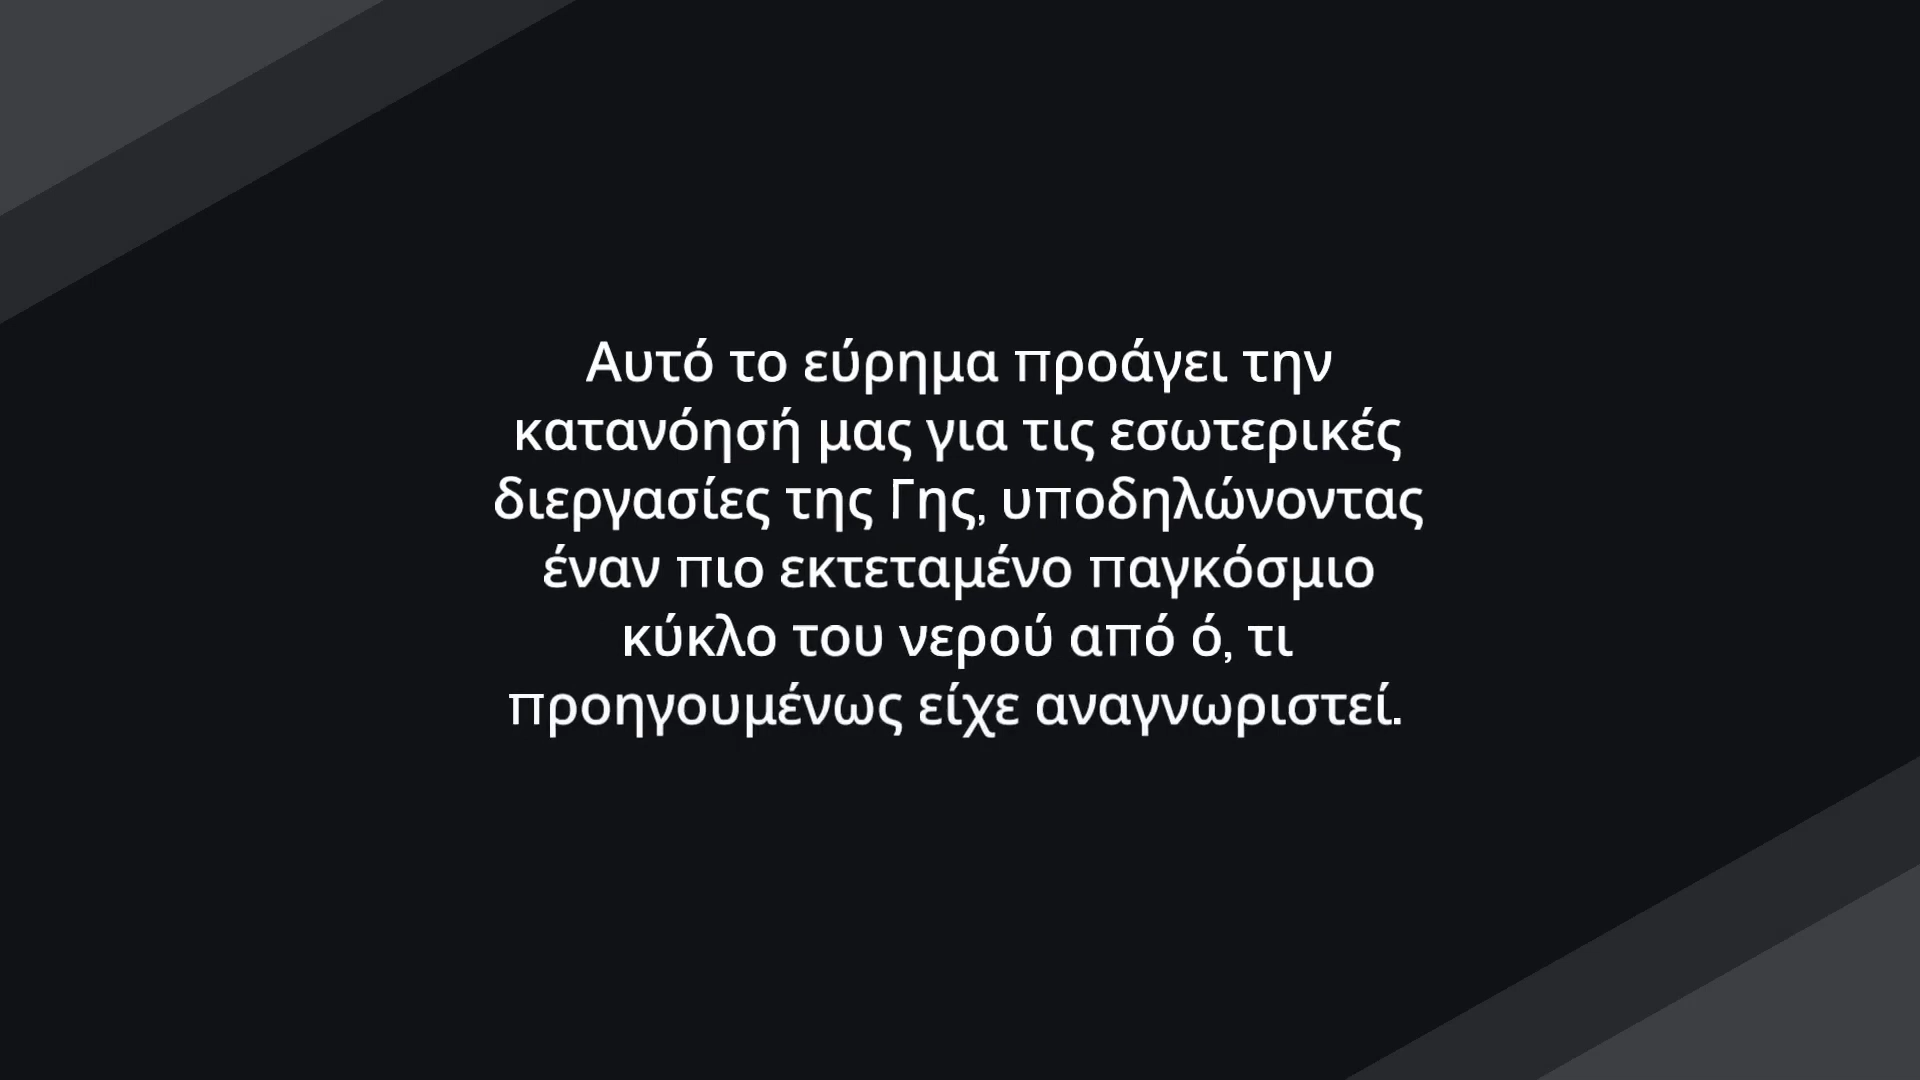 Αυτό το εύρημα προάγει την
κατανόησή μας για τις εσωτερικές
διεργασίες της Γης, υποδηλώνοντας
έναν πιο εκτεταμένο παγκόσμιο
κύκλο του νερού από ό, τι
προηγουμένως είχε αναγνωριστεί.